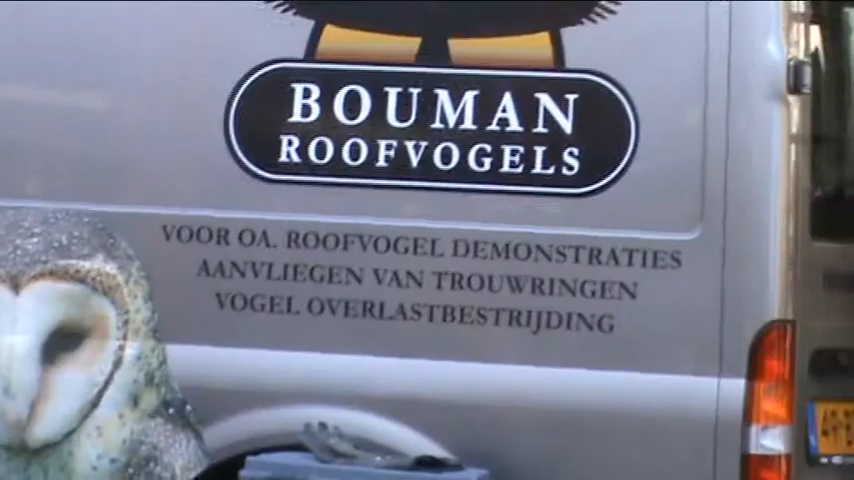 BOUMAN
ROOFVOGELS
VOOR OA. ROOFVOGEL DEMONSTRATIES
AANVLIEGEN VAN TROUWRINGEN
VOGEL OVERLASTBESTRIJDING